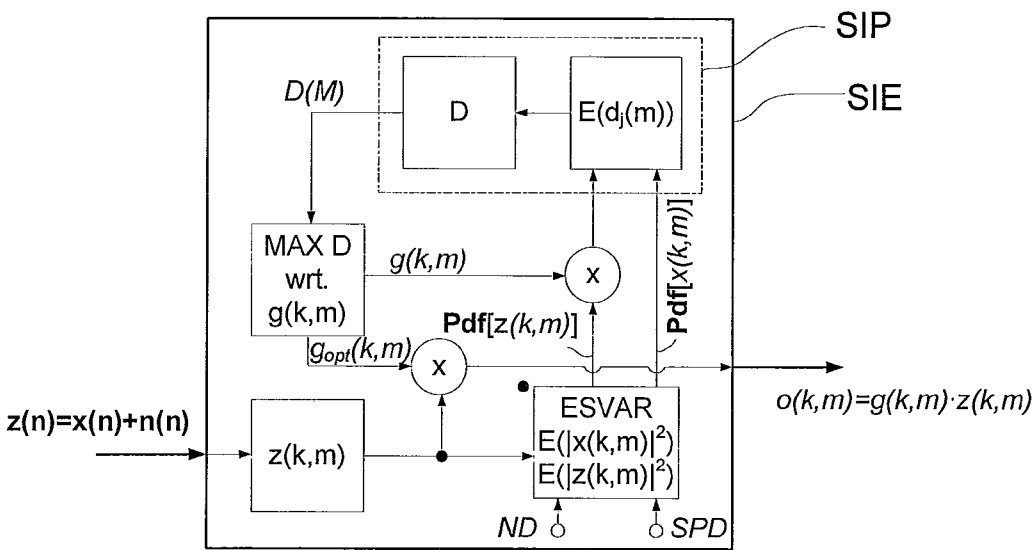 SIP
SIE
D(M)
D
E(dⱼ(m))
MAX D
wrt.
g(k,m)
g(k,m)
x
Pdf[x(k,m)]
Pdf[z(k,m)]
gₒₚₜ(k,m)
x
z(n)=x(n)+n(n)
z(k,m)
ESVAR
E(|x(k,m)|²)
E(|z(k,m)|²)
o(k,m)=g(k,m)·z(k,m)
ND
SPD